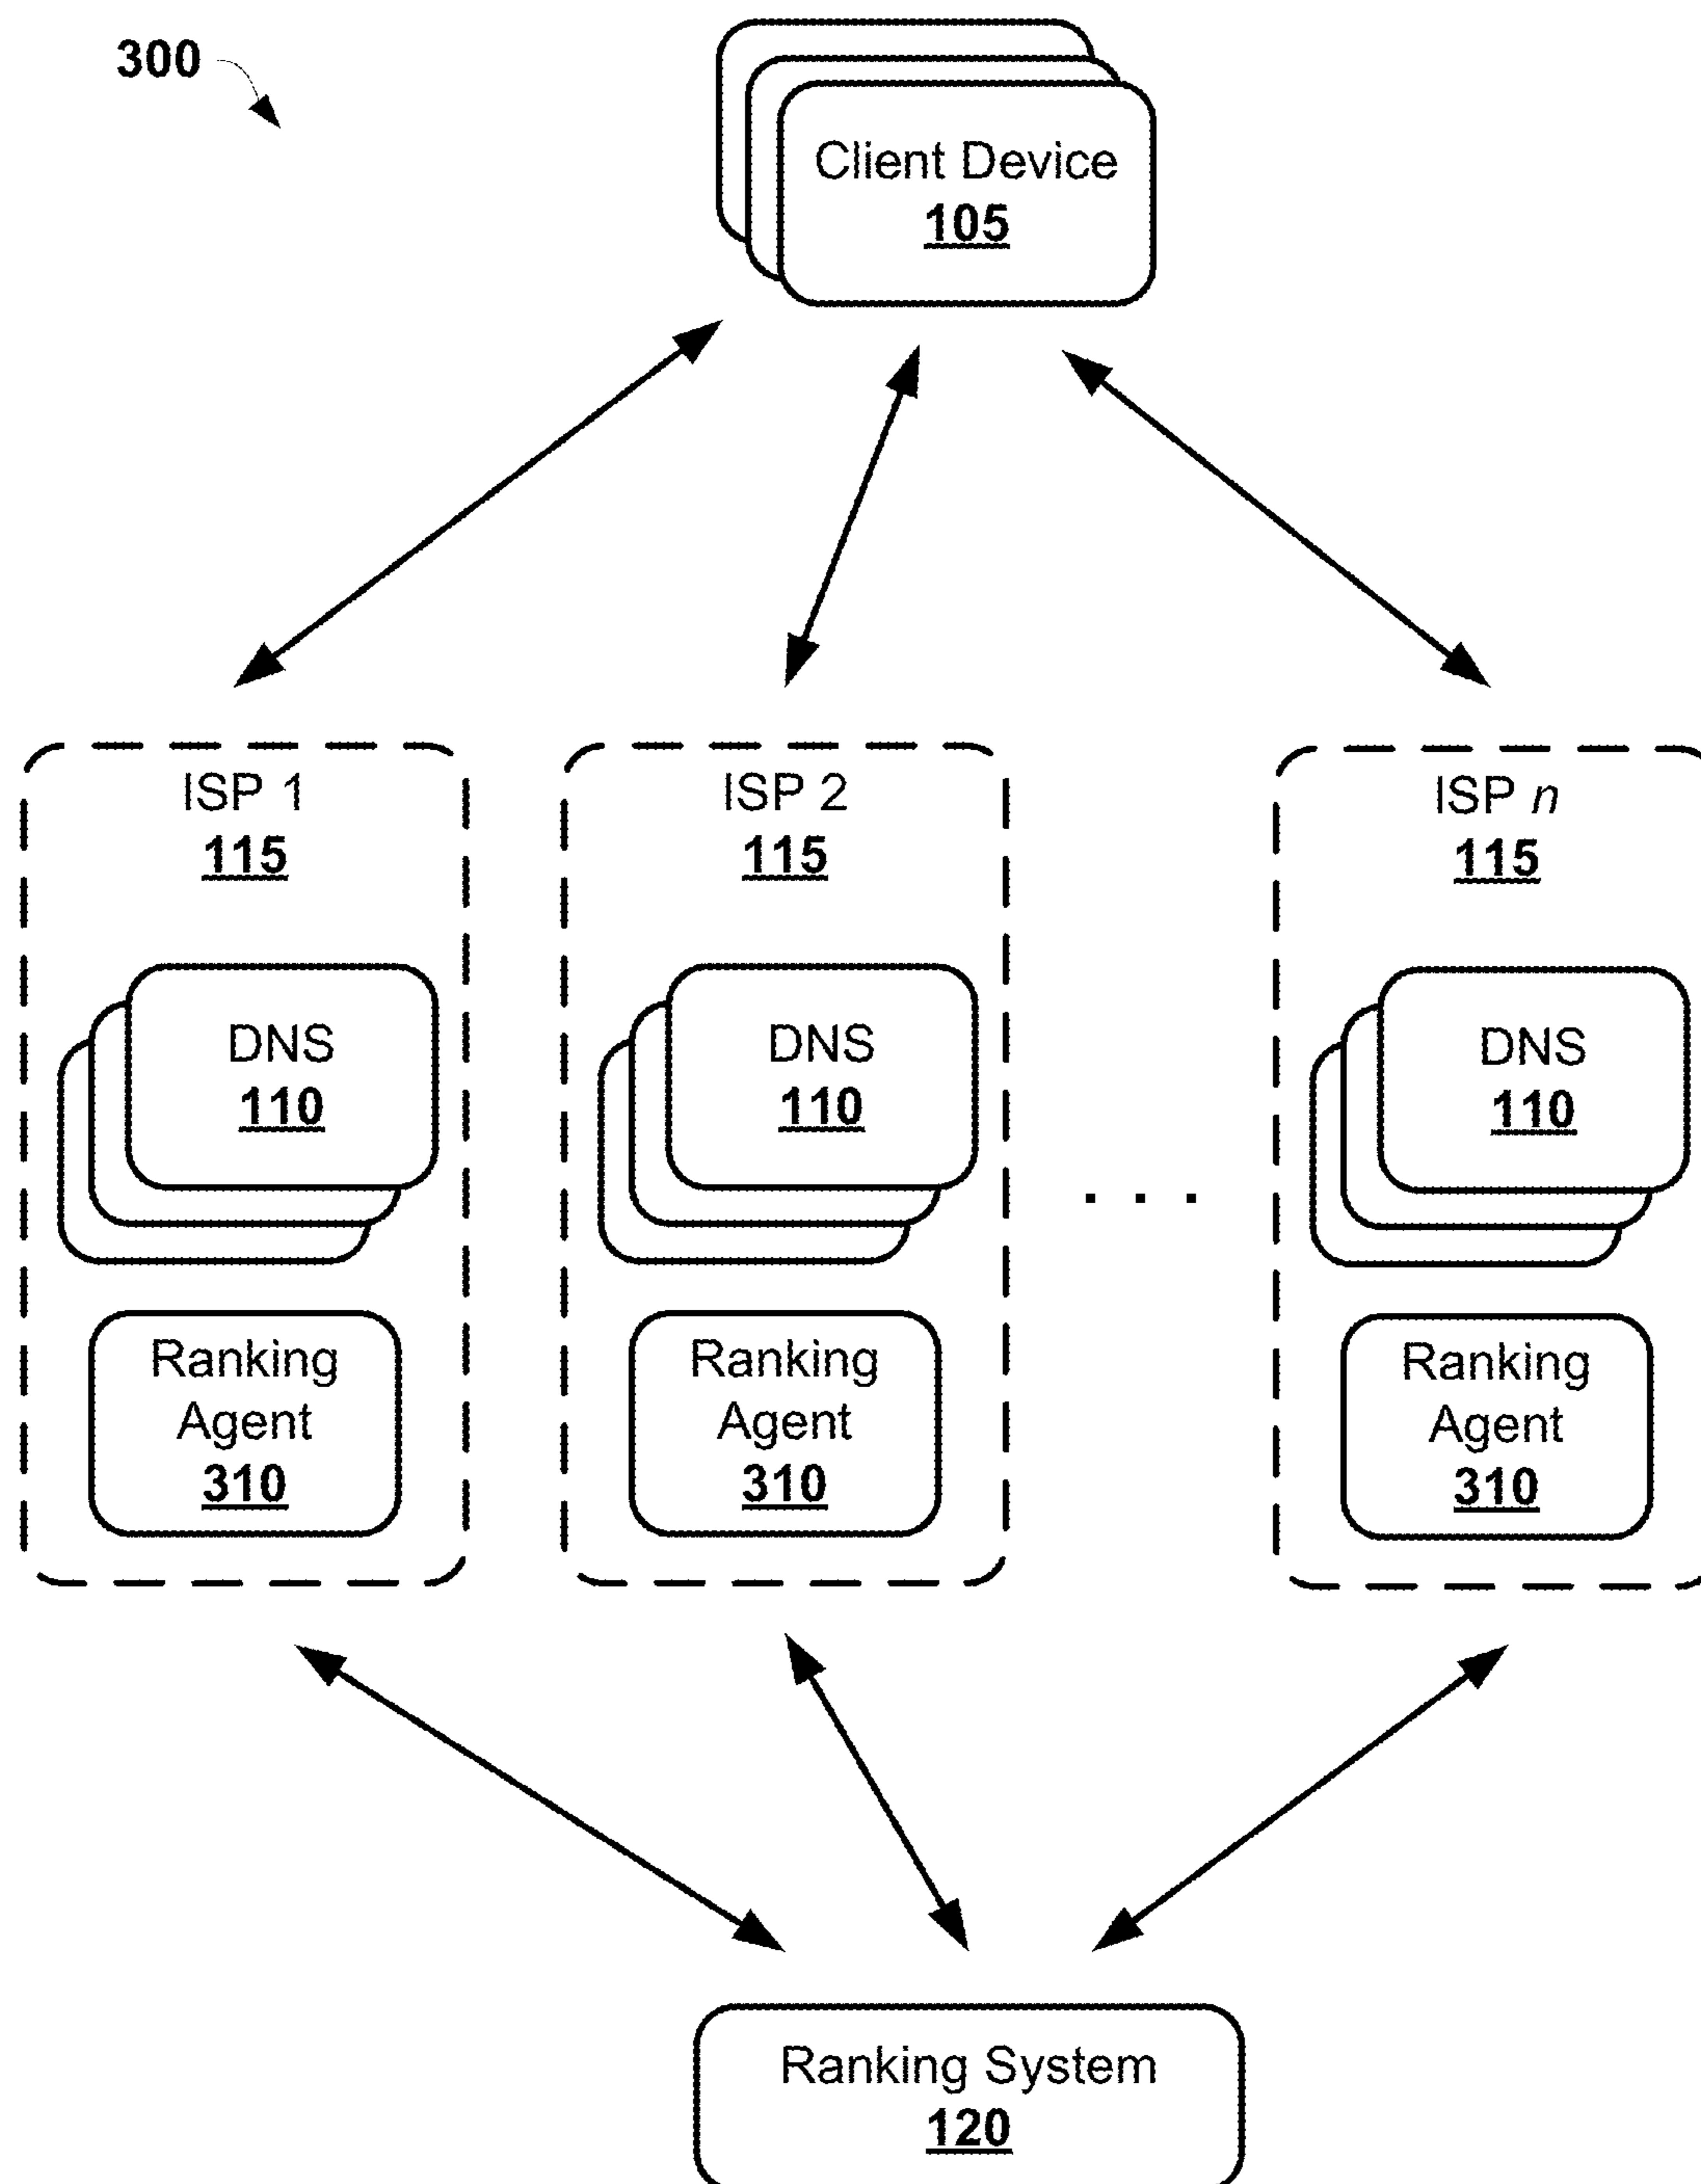 300
Client Device
105
ISP 1
115
DNS
110
Ranking
Agent
310
ISP 2
115
DNS
110
Ranking
Agent
310
. . .
ISP n
115
DNS
110
Ranking
Agent
310
Ranking System
120